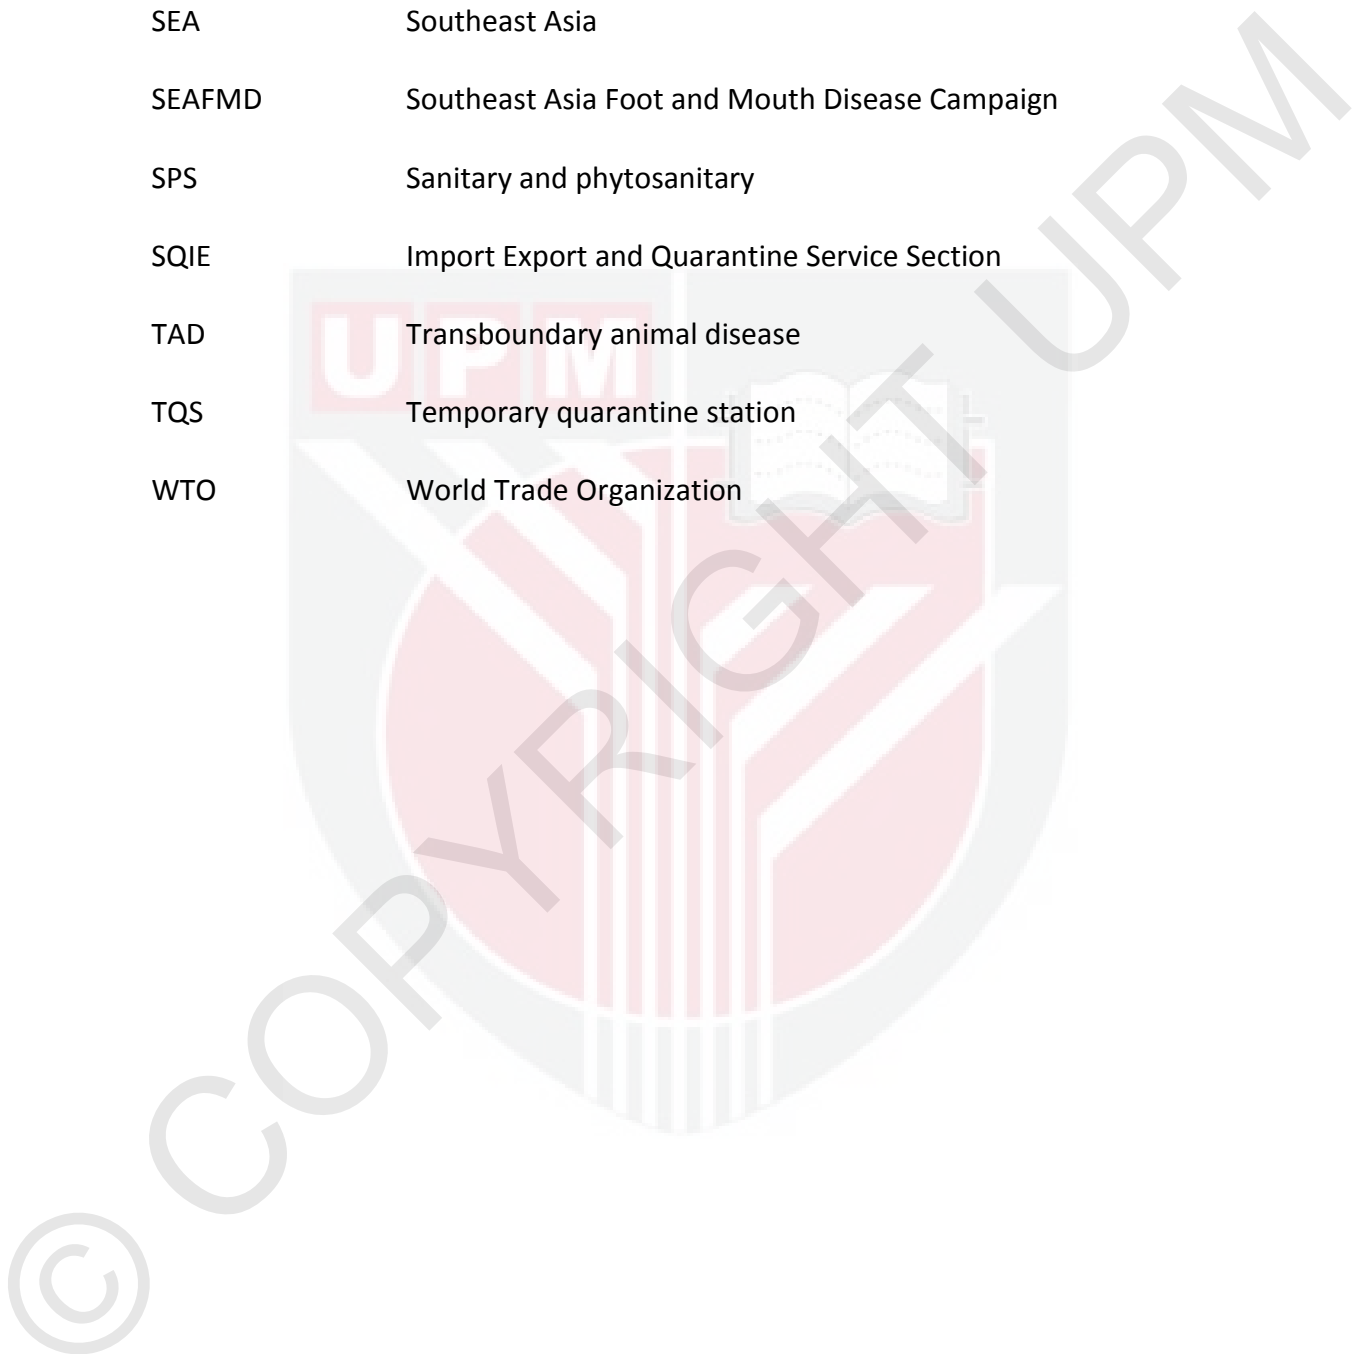 SEA Southeast Asia
SEAFMD Southeast Asia Foot and Mouth Disease Campaign
SPS Sanitary and phytosanitary
SQIE Import Export and Quarantine Service Section
TAD Transboundary animal disease
TQS Temporary quarantine station
WTO World Trade Organization
UPM
© COPYRIGHT UPM